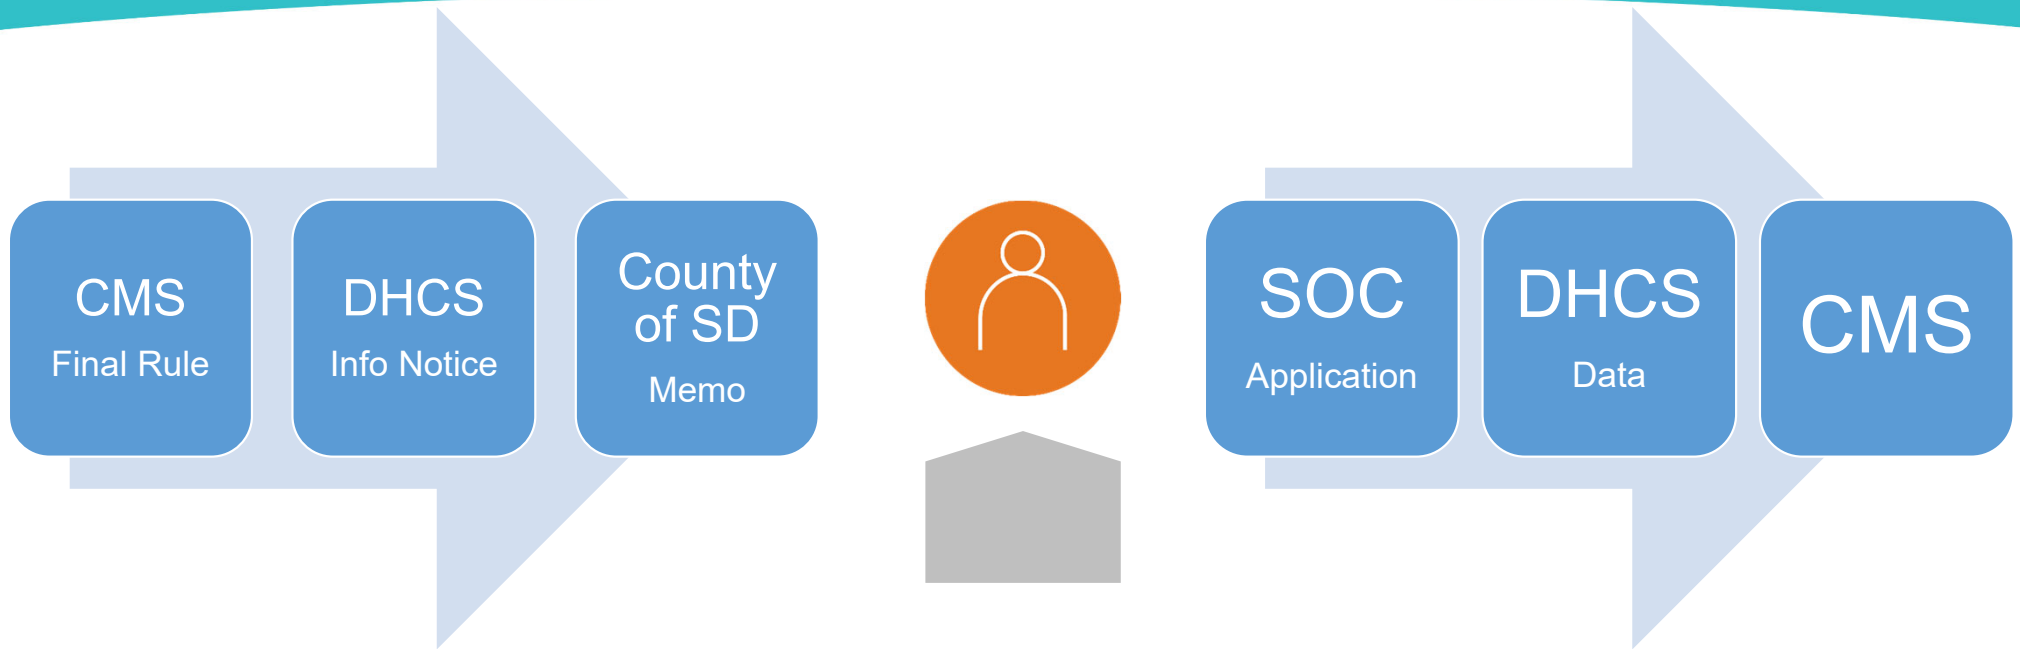 CMS
Final Rule
DHCS
Info Notice
County
of SD
Memo
SOC
Application
DHCS
Data
CMS